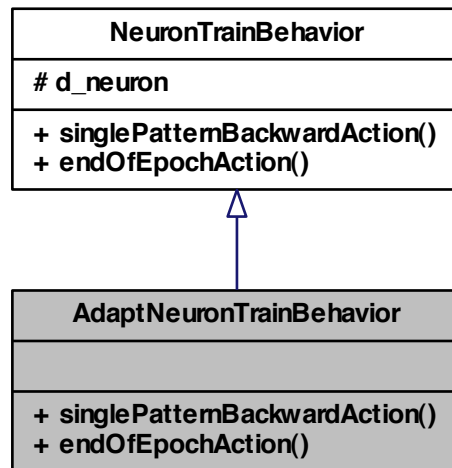 NeuronTrainBehavior
# d_neuron
+ singlePatternBackwardAction()
+ endOfEpochAction()
AdaptNeuronTrainBehavior
+ singlePatternBackwardAction()
+ endOfEpochAction()